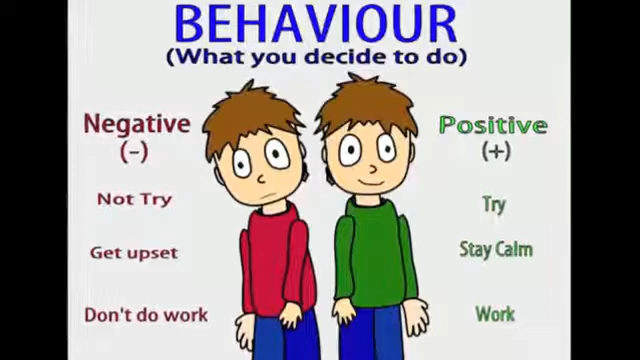 BEHAVIOUR
(What you decide to do)
Negative
(-)
Not Try
Get upset
Don't do work
Positive
(+)
Try
Stay Calm
Work